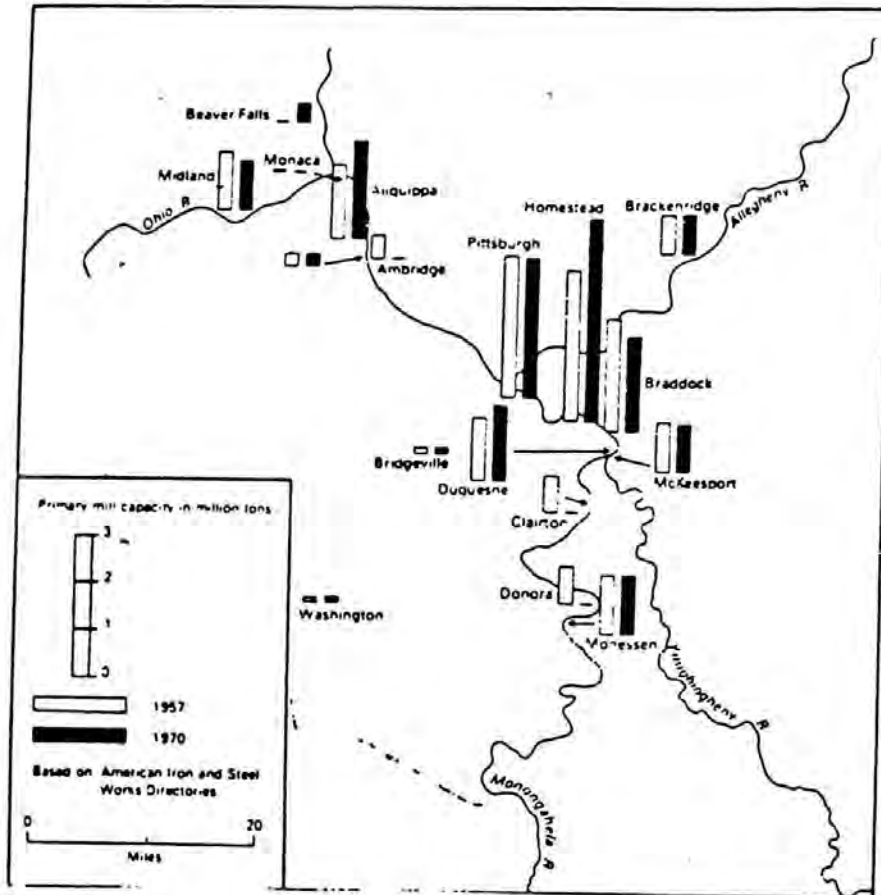 Beaver Falls
Midland
Monaca
Aliquippa
Ohio R
Ambridge
Pittsburgh
Homestead
Brackenridge
Allegheny R
Braddock
Bridgeville
Duquesne
McKeesport
Clairton
Donora
Monessen
Washington
Youghiogheny R
Monongahela R
Primary mill capacity in million tons
3
2
1
0
1957
1970
Based on American Iron and Steel
Works Directories.
0 20
Miles